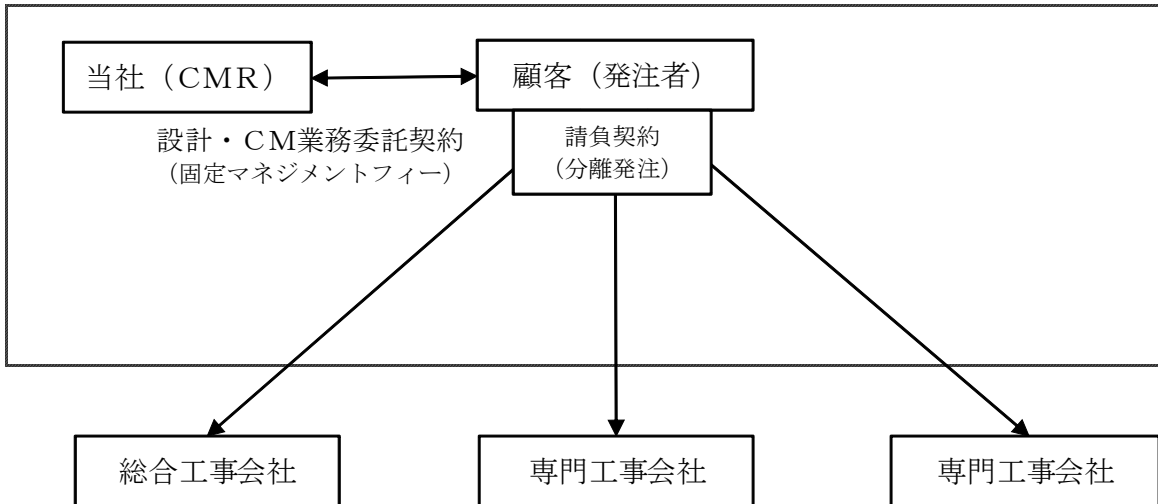 当社（ＣＭＲ）
顧客（発注者）
設計・ＣＭ業務委託契約
（固定マネジメントフィー）
請負契約
（分離発注）
総合工事会社
専門工事会社
専門工事会社